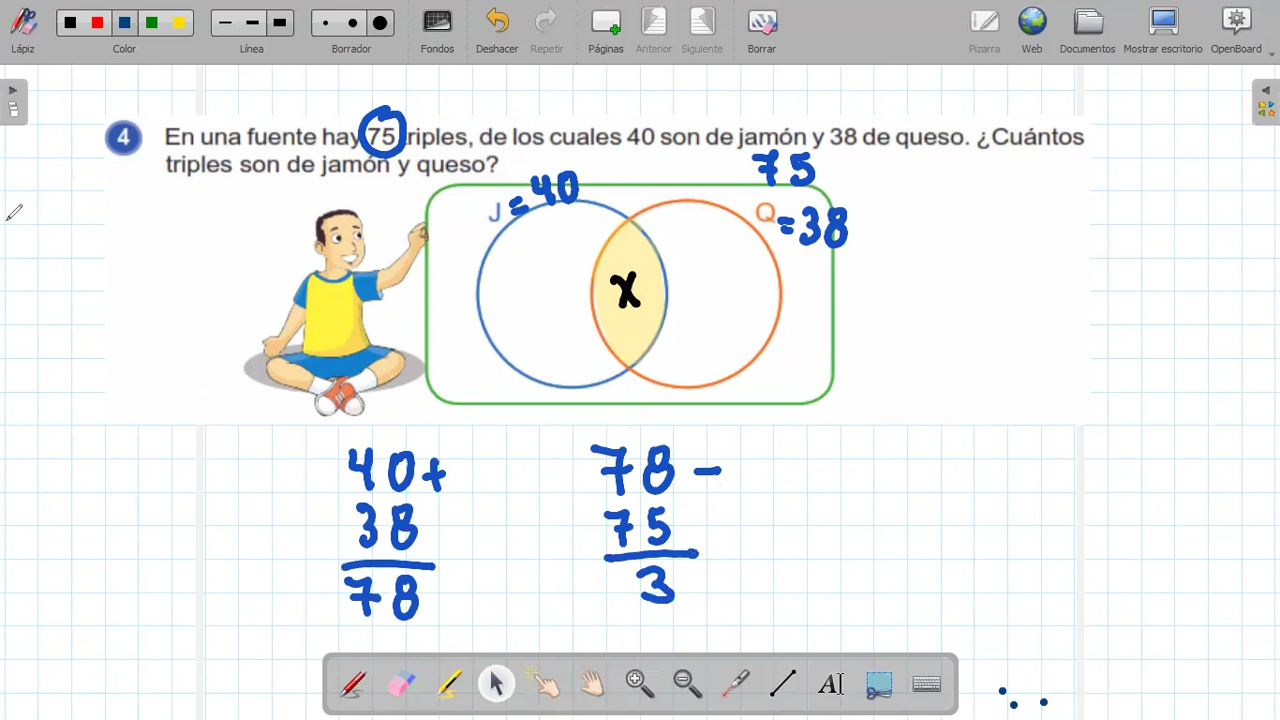 Lápiz
Color
Línea
Borrador
Fondos
Deshacer
Repetir
Páginas
Anterior
Siguiente
Borrar
Pizarra
Web
Documentos
Mostrar escritorio
OpenBoard
4 En una fuente hay 75 triples, de los cuales 40 son de jamón y 38 de queso. ¿Cuántos
triples son de jamón y queso?
75
J = 40
Q = 38
x
40+
38
78
78 -
75
3
AI